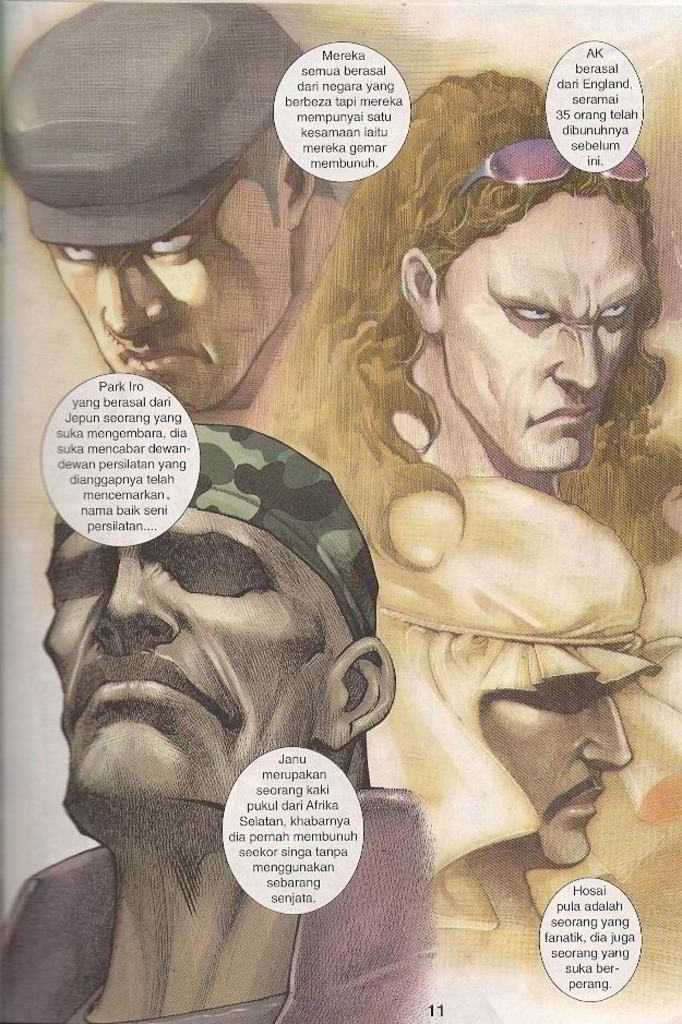 Mereka
semua berasal
dari negara yang
berbeza tapi mereka
mempunyai satu
kesamaan iaitu
mereka gemar
membunuh.
AK
berasal
dari England,
seramai
35 orang telah
dibunuhnya
sebelum
ini.
Park Iro
yang berasal dari
Jepun seorang yang
suka mengembara, dia
suka mencabar dewan-
dewan persilatan yang
dianggapnya telah
mencemarkan,
nama baik seni
persilatan....
Janu
merupakan
seorang kaki
pukul dari Afrika
Selatan, khabarnya
dia pernah membunuh
seekor singa tanpa
menggunakan
sebarang
senjata.
Hosai
pula adalah
seorang yang
fanatik, dia juga
seorang yang
suka ber-
perang.
11